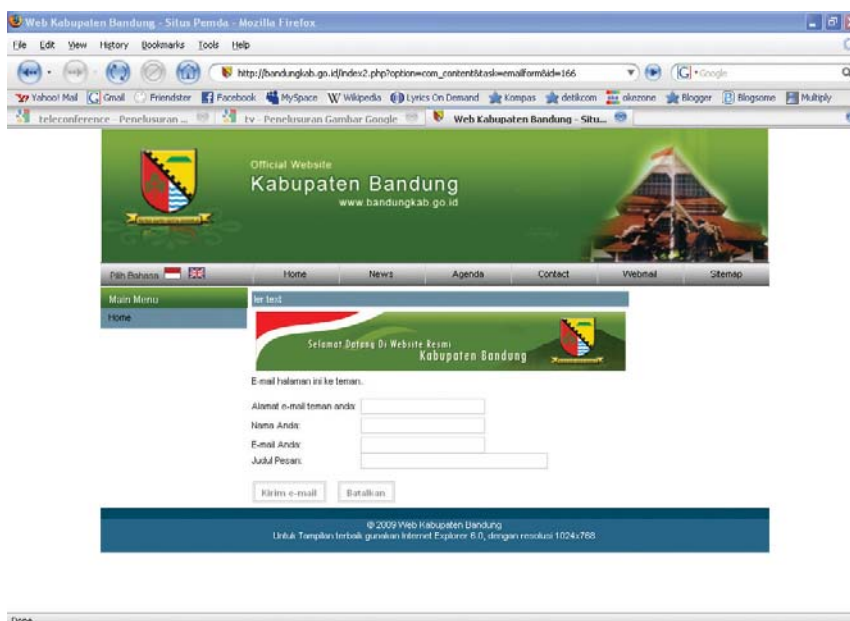 Web Kabupaten Bandung - Situs Pemda - Mozilla Firefox
File Edit View History Bookmarks Tools Help
http://bandungkab.go.id/index2.php?option=com_content&task=emailform&id=166
G Google
Yahoo! Mail Gmail Friendster Facebook MySpace Wikipedia Lyrics On Demand Kompas detikcom okezone Blogger Blogsome Multiply
teleconference - Penelusuran ... tv - Penelusuran Gambar Google Web Kabupaten Bandung - Situ...
Official Website
Kabupaten Bandung
www.bandungkab.go.id
Pilih Bahasa Home News Agenda Contact Webmail Sitemap
Main Menu
ler test
Home
Selamat Datang Di Website Resmi
Kabupaten Bandung
E-mail halaman ini ke teman.
Alamat e-mail teman anda:
Nama Anda:
E-mail Anda:
Judul Pesan:
Kirim e-mail Batalkan
© 2009 Web Kabupaten Bandung
Untuk Tampilan terbaik gunakan Internet Explorer 6.0, dengan resolusi 1024x768
Done